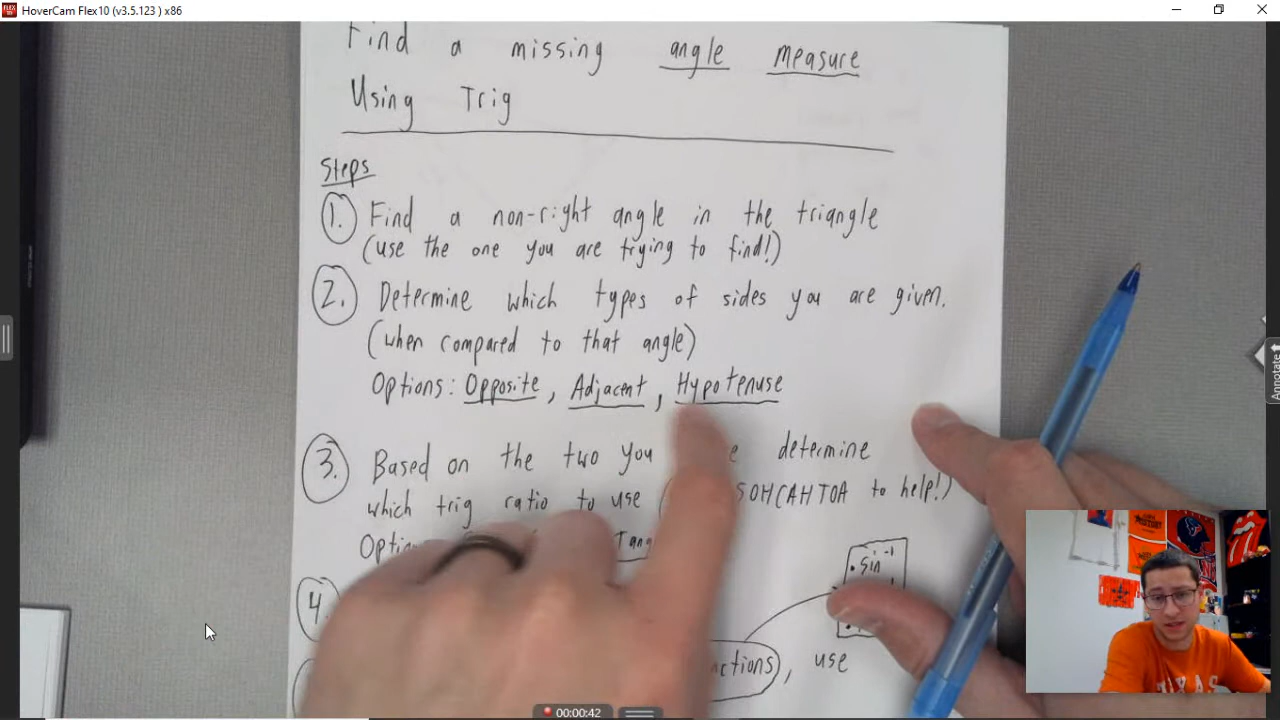 HoverCam Flex10 (v3.5.123) x86
Find a missing angle measure
Using Trig
Steps
1. Find a non-right angle in the triangle
(use the one you are trying to find!)
2. Determine which types of sides you are given.
(when compared to that angle)
Options: Opposite, Adjacent, Hypotenuse
3. Based on the two you determine
which trig ratio to use ( SOHCAHTOA to help!)
sin⁻¹
4.
use
Annotate
TEXAS
00:00:42